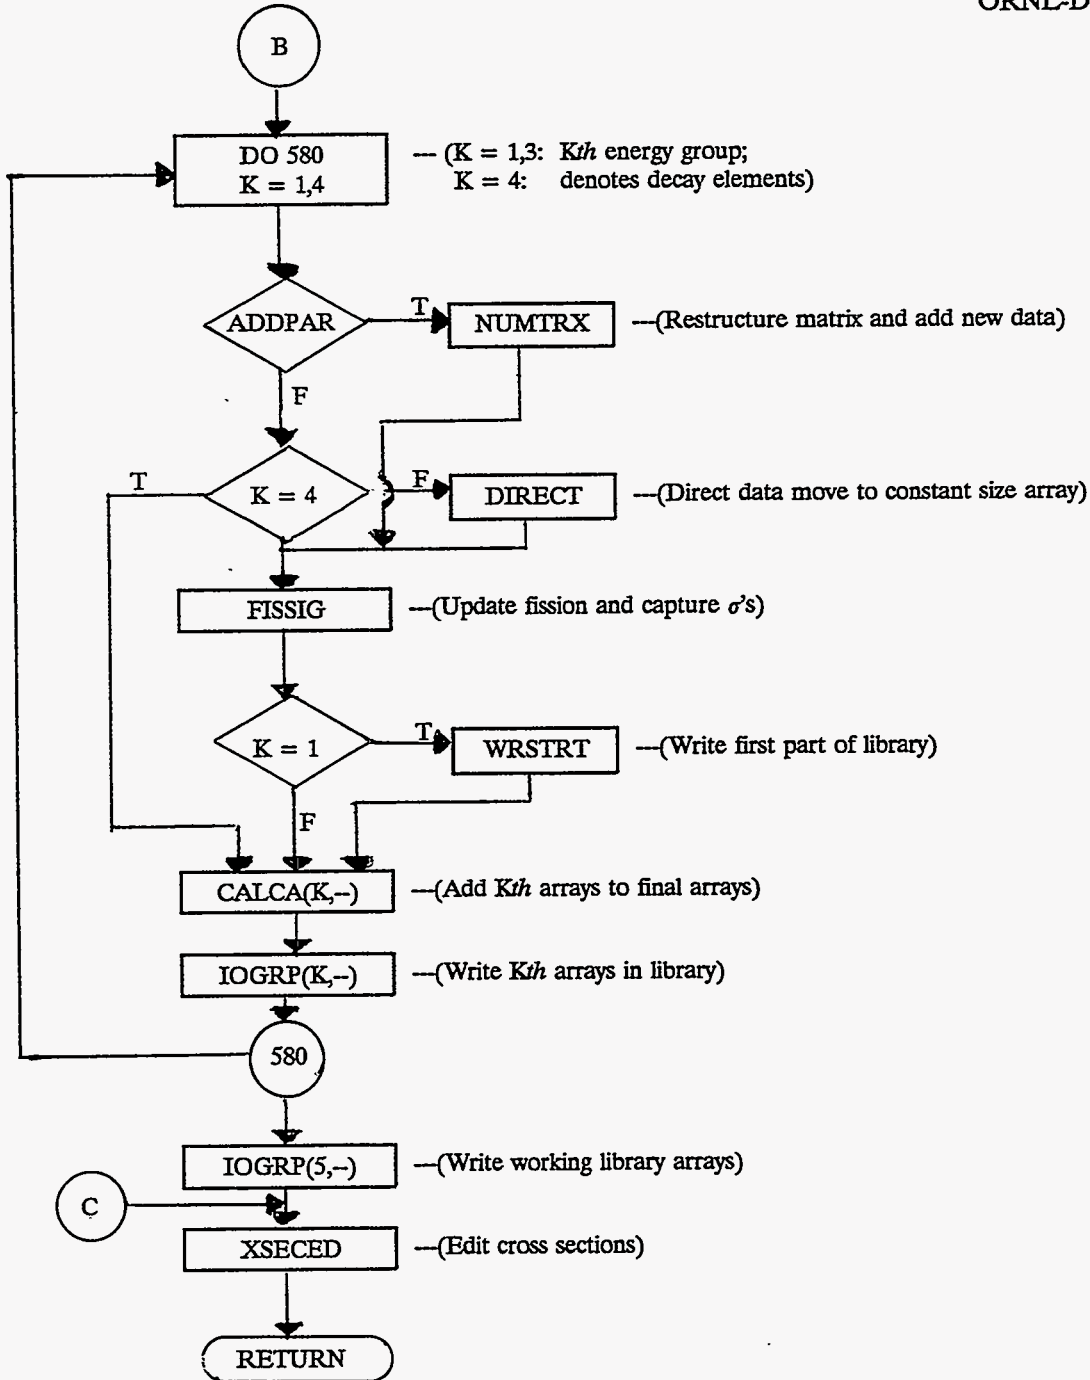 ORNL-D
B
DO 580
K = 1,4
--- (K = 1,3: Kth energy group;
K = 4: denotes decay elements)
ADDPAR
T
NUMTRX
---(Restructure matrix and add new data)
F
T
K = 4
F
DIRECT
---(Direct data move to constant size array)
FISSIG
---(Update fission and capture σ's)
K = 1
T
WRSTRT
---(Write first part of library)
F
CALCA(K,--)
---(Add Kth arrays to final arrays)
IOGRP(K,--)
---(Write Kth arrays in library)
580
IOGRP(5,--)
---(Write working library arrays)
C
XSECED
---(Edit cross sections)
RETURN